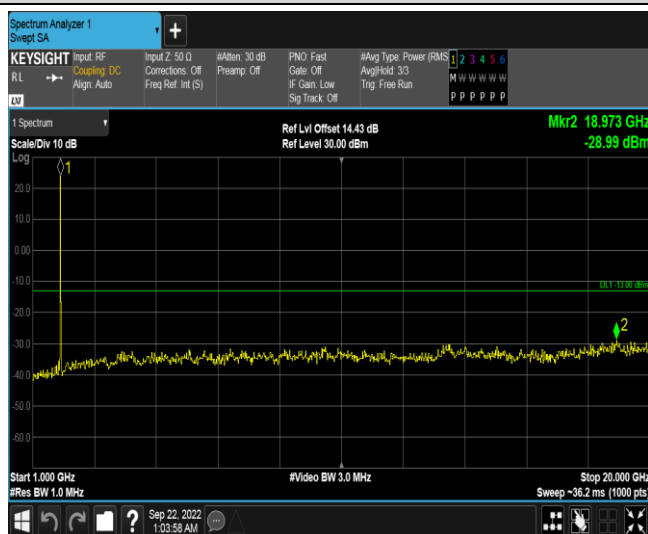 Spectrum Analyzer 1
Swept SA
+
KEYSIGHT
RL
LXI
Input: RF
Coupling: DC
Align: Auto
Input Z: 50 Ω
Corrections: Off
Freq Ref: Int (S)
#Atten: 30 dB
Preamp: Off
PNO: Fast
Gate: Off
IF Gain: Low
Sig Track: Off
#Avg Type: Power (RMS
Avg|Hold: 3/3
Trig: Free Run
1 2 3 4 5 6
M W W W W W
P P P P P P
1 Spectrum
Scale/Div 10 dB
Log
Ref Lvl Offset 14.43 dB
Ref Level 30.00 dBm
Mkr2 18.973 GHz
-28.99 dBm
1
20.0
10.0
0.00
-10.0
DL1 -13.00 dBm
-20.0
2
-30.0
-40.0
-50.0
-60.0
Start 1.000 GHz
#Res BW 1.0 MHz
#Video BW 3.0 MHz
Stop 20.000 GHz
Sweep ~36.2 ms (1000 pts)
?
Sep 22, 2022
1:03:58 AM